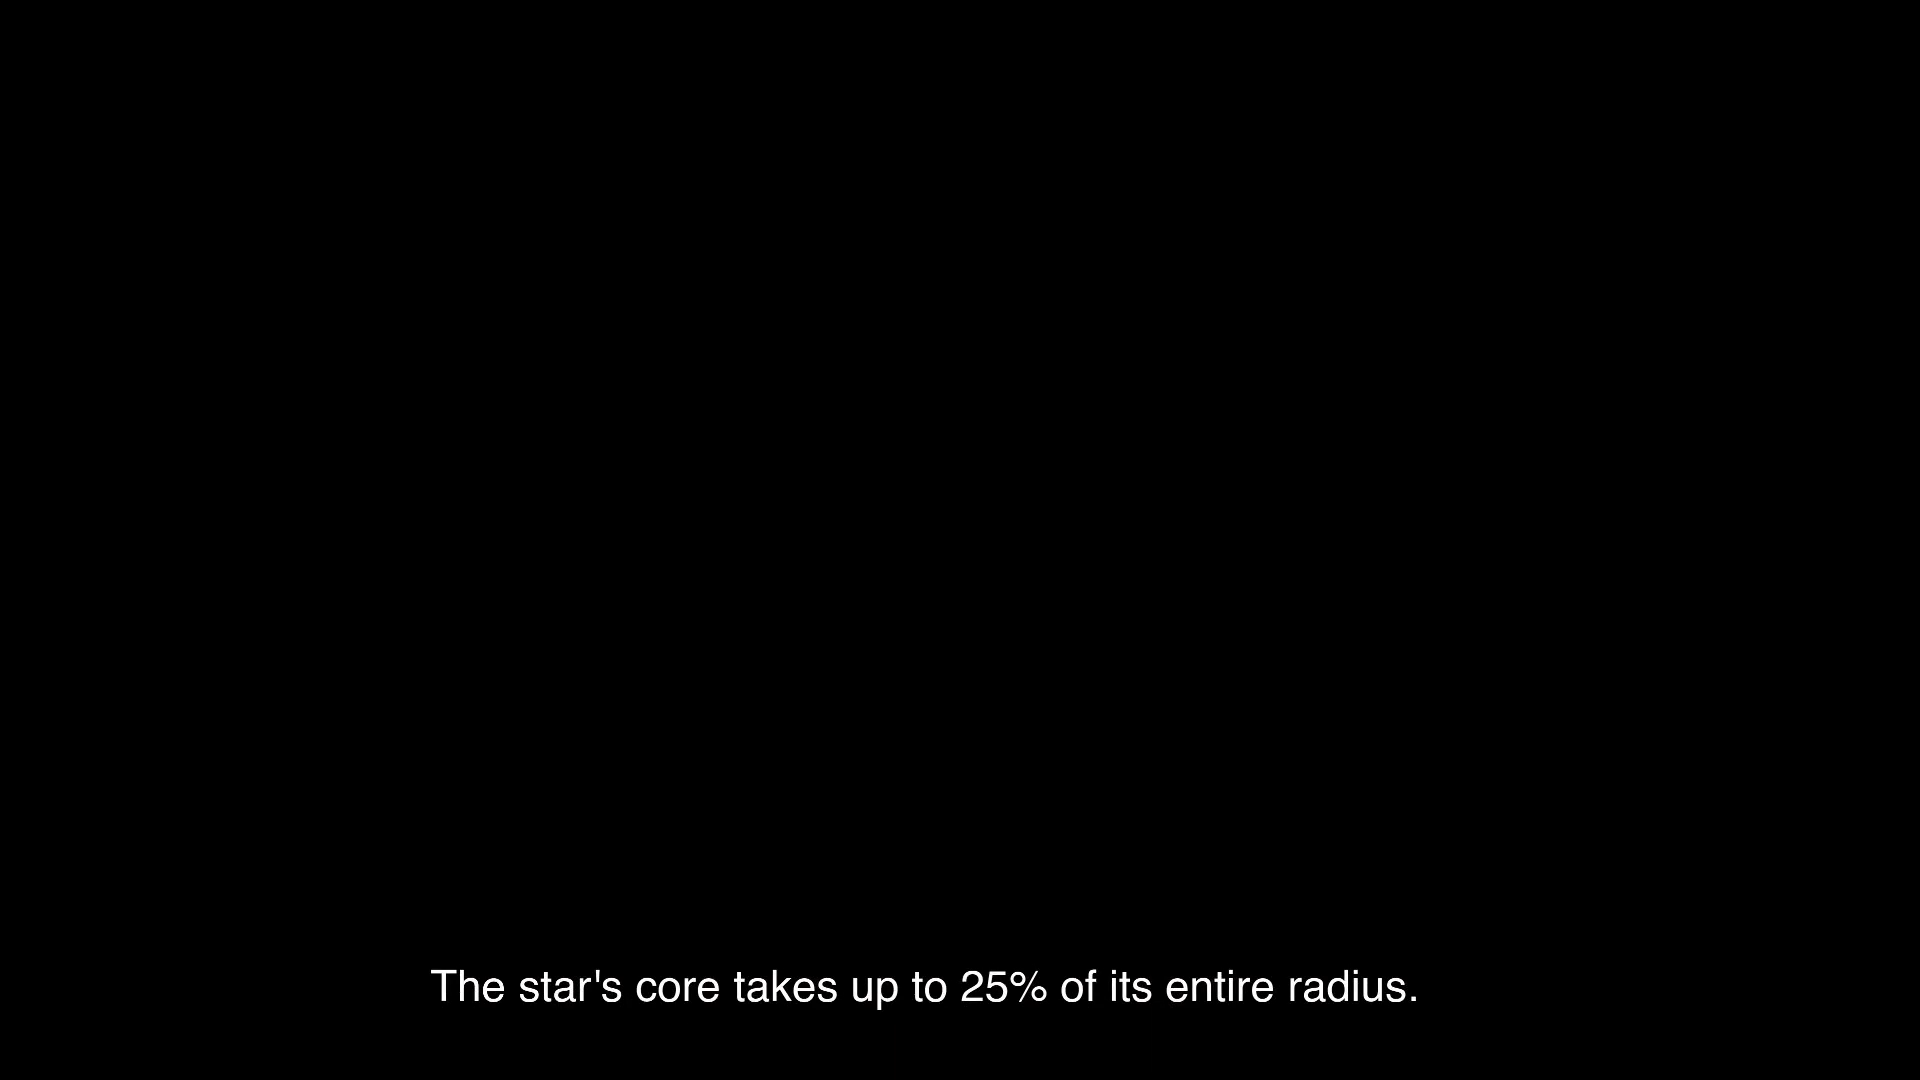 The star's core takes up to 25% of its entire radius.